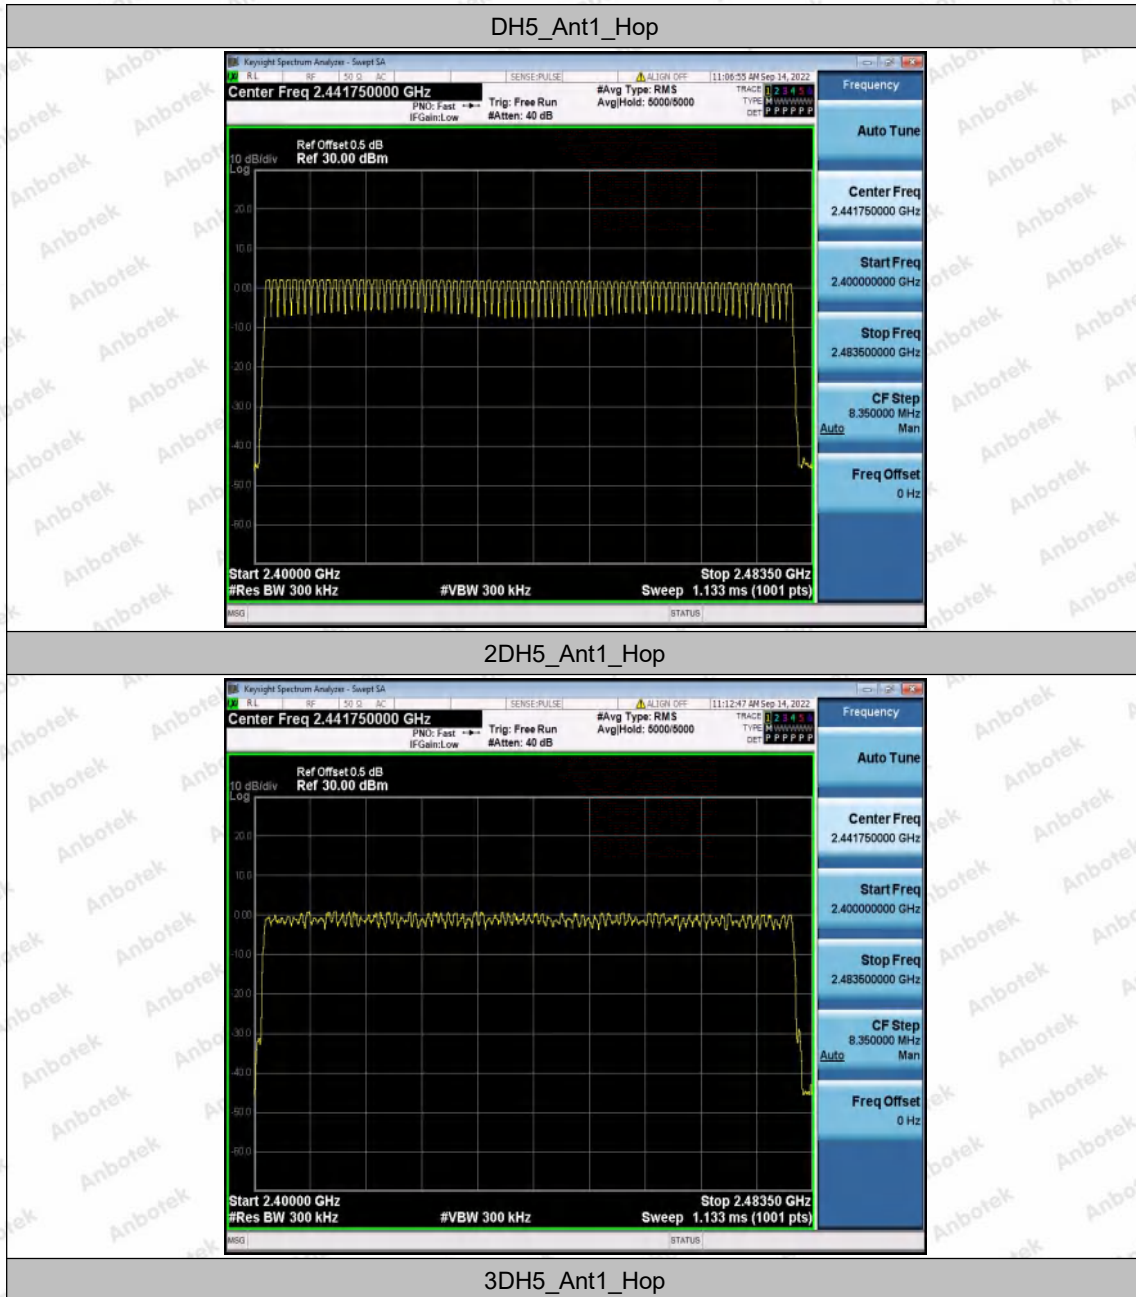 DH5_Ant1_Hop
Keysight Spectrum Analyzer - Swept SA
RL RF 50 Ω AC SENSE:PULSE ALIGN OFF 11:06:55 AM Sep 14, 2022
Center Freq 2.441750000 GHz
PNO: Fast
IFGain:Low
Trig: Free Run
#Atten: 40 dB
#Avg Type: RMS
Avg|Hold: 5000/5000
TRACE 1 2 3 4 5 6
TYPE M W W W W W
DET P P P P P P
Frequency
Auto Tune
Center Freq
2.441750000 GHz
Start Freq
2.400000000 GHz
Stop Freq
2.483500000 GHz
CF Step
8.350000 MHz
Auto Man
Freq Offset
0 Hz
Ref Offset 0.5 dB
10 dB/div Ref 30.00 dBm
Log
20.0
10.0
0.00
-10.0
-20.0
-30.0
-40.0
-50.0
-60.0
Start 2.40000 GHz Stop 2.48350 GHz
#Res BW 300 kHz #VBW 300 kHz Sweep 1.133 ms (1001 pts)
MSG STATUS
2DH5_Ant1_Hop
Keysight Spectrum Analyzer - Swept SA
RL RF 50 Ω AC SENSE:PULSE ALIGN OFF 11:12:47 AM Sep 14, 2022
Center Freq 2.441750000 GHz
PNO: Fast
IFGain:Low
Trig: Free Run
#Atten: 40 dB
#Avg Type: RMS
Avg|Hold: 5000/5000
TRACE 1 2 3 4 5 6
TYPE M W W W W W
DET P P P P P P
Frequency
Auto Tune
Center Freq
2.441750000 GHz
Start Freq
2.400000000 GHz
Stop Freq
2.483500000 GHz
CF Step
8.350000 MHz
Auto Man
Freq Offset
0 Hz
Ref Offset 0.5 dB
10 dB/div Ref 30.00 dBm
Log
20.0
10.0
0.00
-10.0
-20.0
-30.0
-40.0
-50.0
-60.0
Start 2.40000 GHz Stop 2.48350 GHz
#Res BW 300 kHz #VBW 300 kHz Sweep 1.133 ms (1001 pts)
MSG STATUS
3DH5_Ant1_Hop
Anbotek